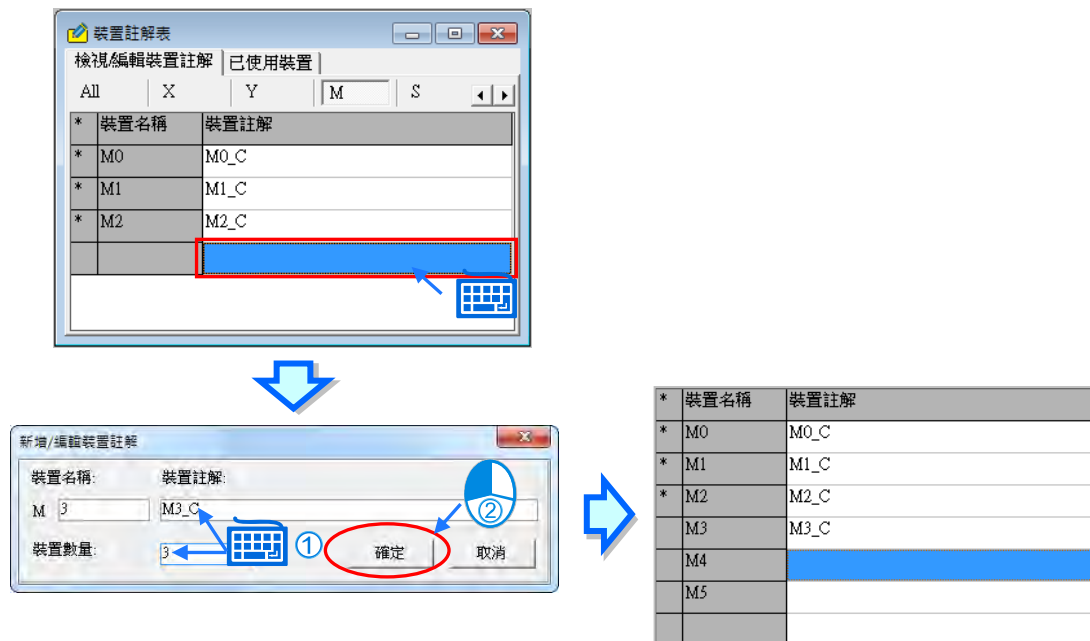 裝置註解表
檢視/編輯裝置註解 已使用裝置
All X Y M S
* 裝置名稱 裝置註解
* M0 M0_C
* M1 M1_C
* M2 M2_C
新增/編輯裝置註解
裝置名稱: 裝置註解:
M 3 M3_C
②
裝置數量: 3 ① 確定 取消
* 裝置名稱 裝置註解
* M0 M0_C
* M1 M1_C
* M2 M2_C
M3 M3_C
M4
M5